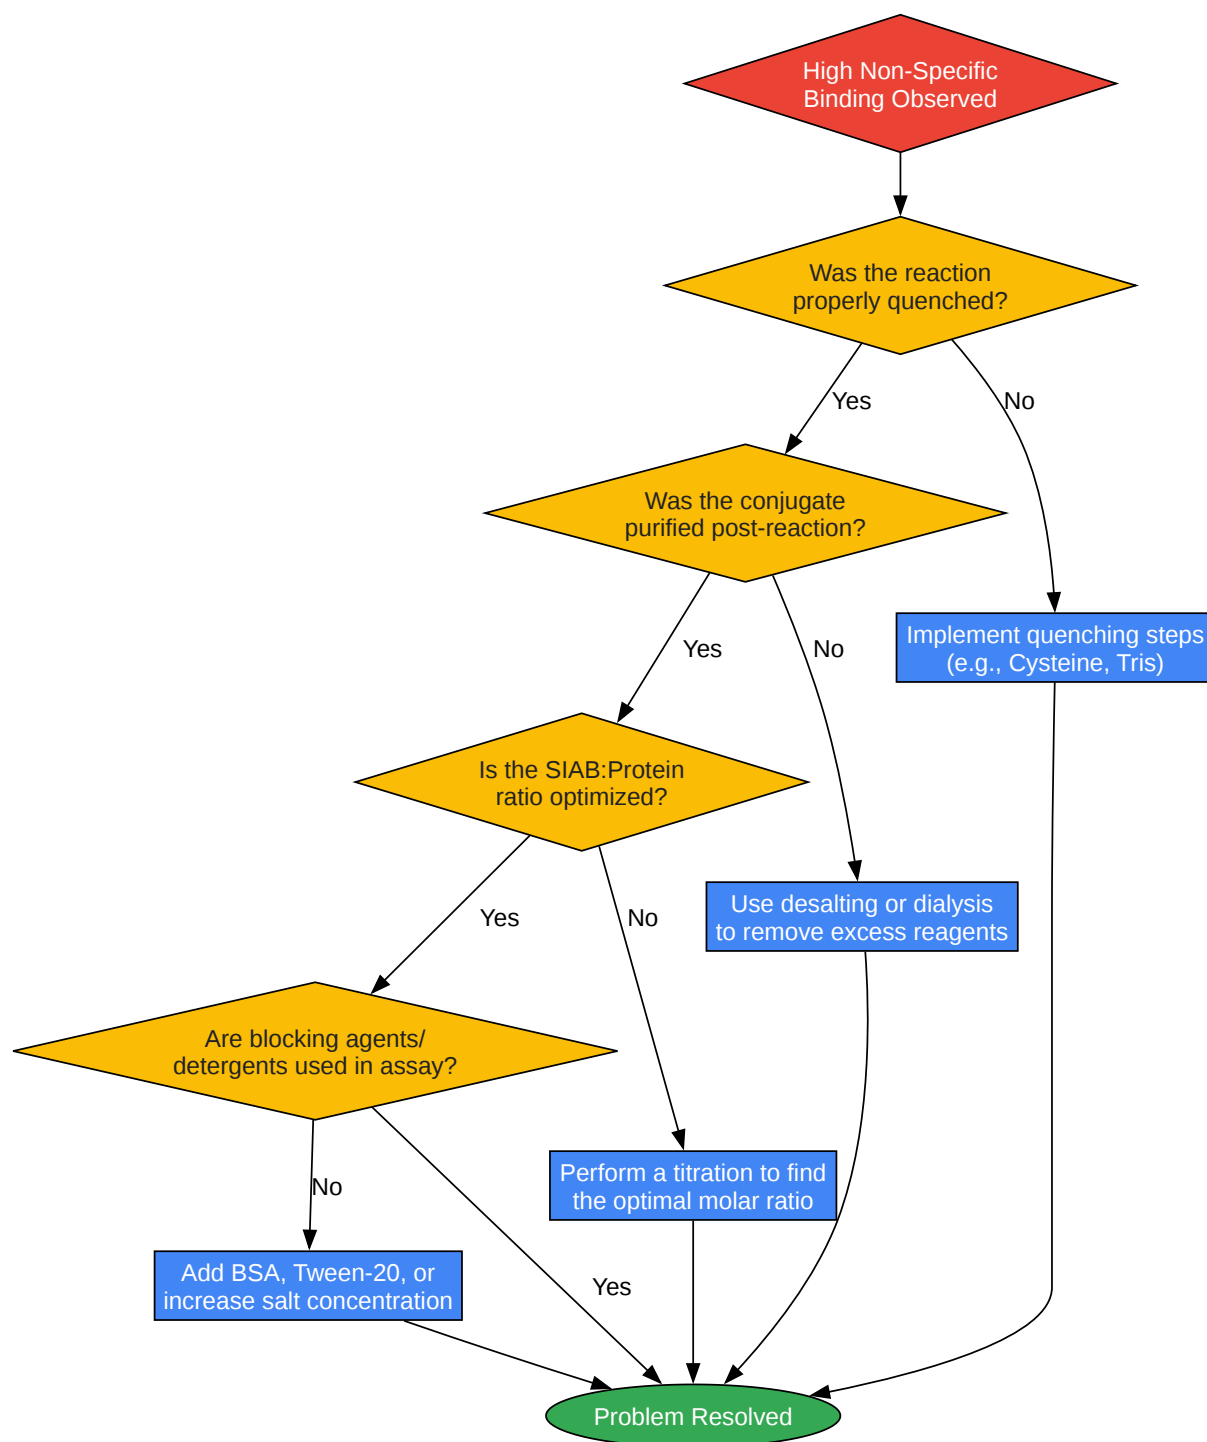 High Non-Specific
Binding Observed
Was the reaction
properly quenched?
Yes
No
Was the conjugate
purified post-reaction?
Yes
No
Implement quenching steps
(e.g., Cysteine, Tris)
Is the SIAB:Protein
ratio optimized?
Yes
No
Use desalting or dialysis
to remove excess reagents
Are blocking agents/
detergents used in assay?
No
Yes
Perform a titration to find
the optimal molar ratio
Add BSA, Tween-20, or
increase salt concentration
Problem Resolved